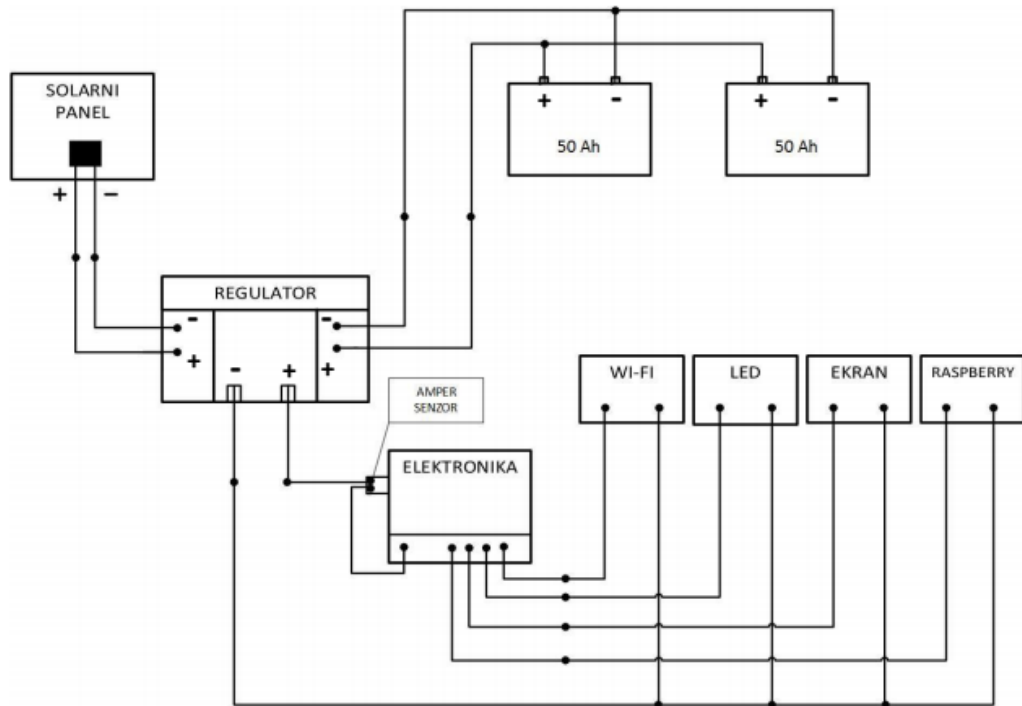 SOLARNI
PANEL
+ −
+ -
50 Ah
+ -
50 Ah
REGULATOR
-
+
- +
-
+
AMPER
SENZOR
ELEKTRONIKA
WI-FI
LED
EKRAN
RASPBERRY